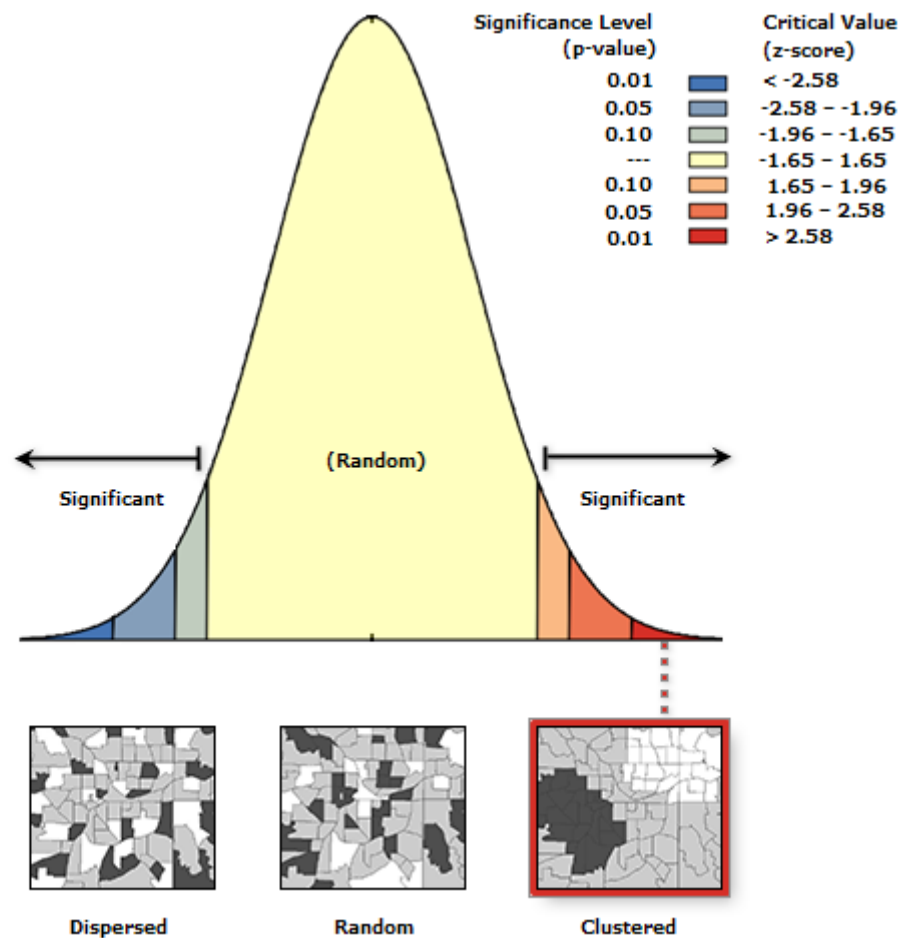 Significance Level (p-value) Critical Value (z-score)
0.01 < -2.58
0.05 -2.58 – -1.96
0.10 -1.96 – -1.65
--- -1.65 – 1.65
0.10 1.65 – 1.96
0.05 1.96 – 2.58
0.01 > 2.58
(Random)
Significant Significant
Dispersed Random Clustered